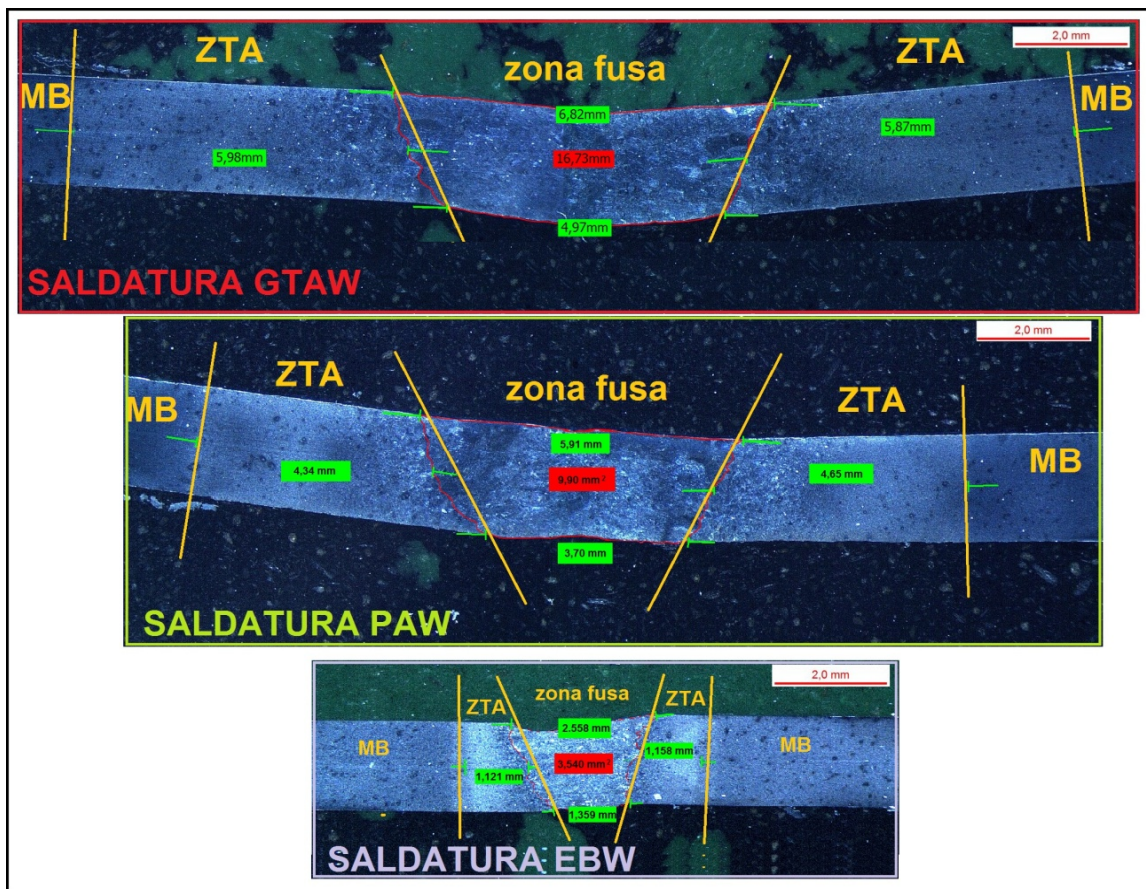 2,0 mm
ZTA
zona fusa
ZTA
MB
MB
6,82mm
5,87mm
5,98mm
16,73mm
4,97mm
SALDATURA GTAW
2,0 mm
ZTA
zona fusa
ZTA
MB
MB
5,91 mm
4,34 mm
9,90 mm²
4,65 mm
3,70 mm
SALDATURA PAW
2,0 mm
zona fusa
ZTA
ZTA
2.558 mm
MB
MB
1,158 mm
3,540 mm²
1,121 mm
1,359 mm
SALDATURA EBW